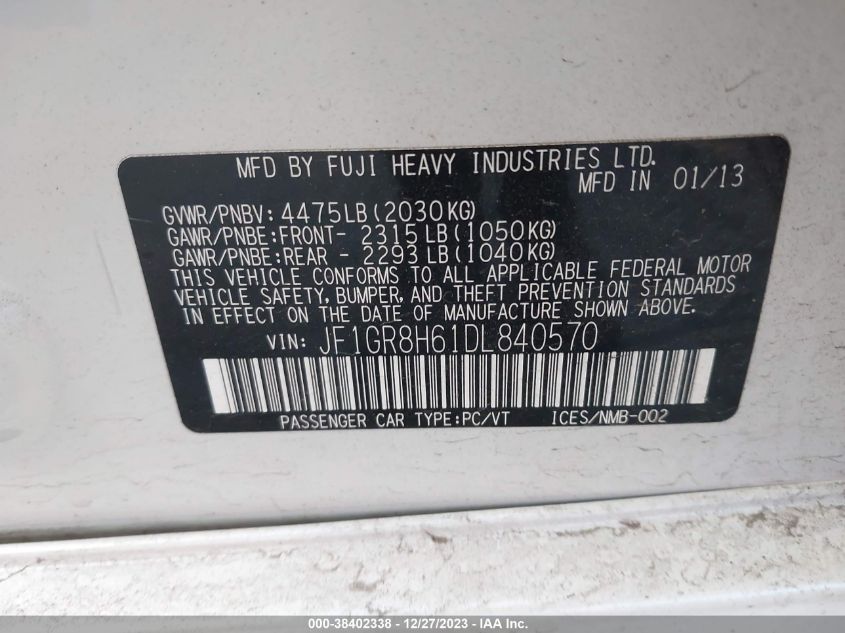 MFD BY FUJI HEAVY INDUSTRIES LTD.
MFD IN 01/13
GVWR/PNBV: 4475LB(2030KG)
GAWR/PNBE:FRONT- 2315LB(1050KG)
GAWR/PNBE:REAR - 2293LB(1040KG)
THIS VEHICLE CONFORMS TO ALL APPLICABLE FEDERAL MOTOR
VEHICLE SAFETY, BUMPER, AND THEFT PREVENTION STANDARDS
IN EFFECT ON THE DATE OF MANUFACTURE SHOWN ABOVE.
VIN: JF1GR8H61DL840570
PASSENGER CAR TYPE:PC/VT ICES/NMB-002
000-38402338 - 12/27/2023 - IAA Inc.